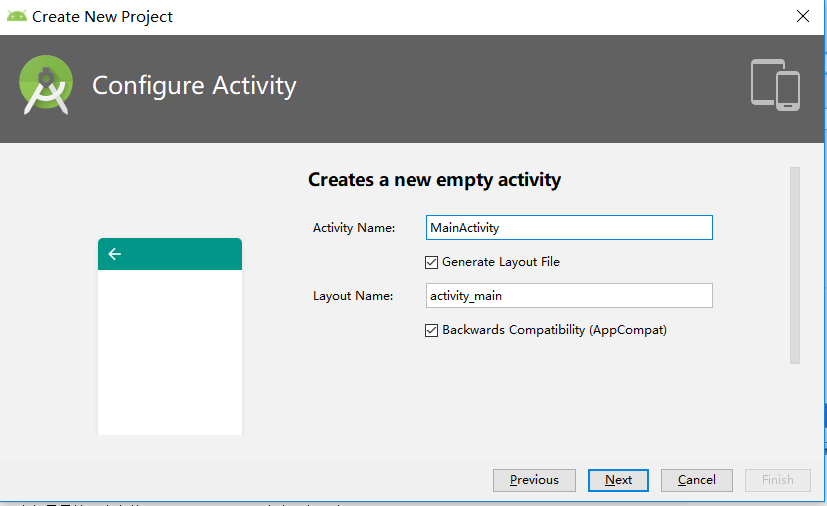 Create New Project
Configure Activity
Creates a new empty activity
Activity Name: MainActivity
Generate Layout File
Layout Name: activity_main
Backwards Compatibility (AppCompat)
Previous Next Cancel Finish